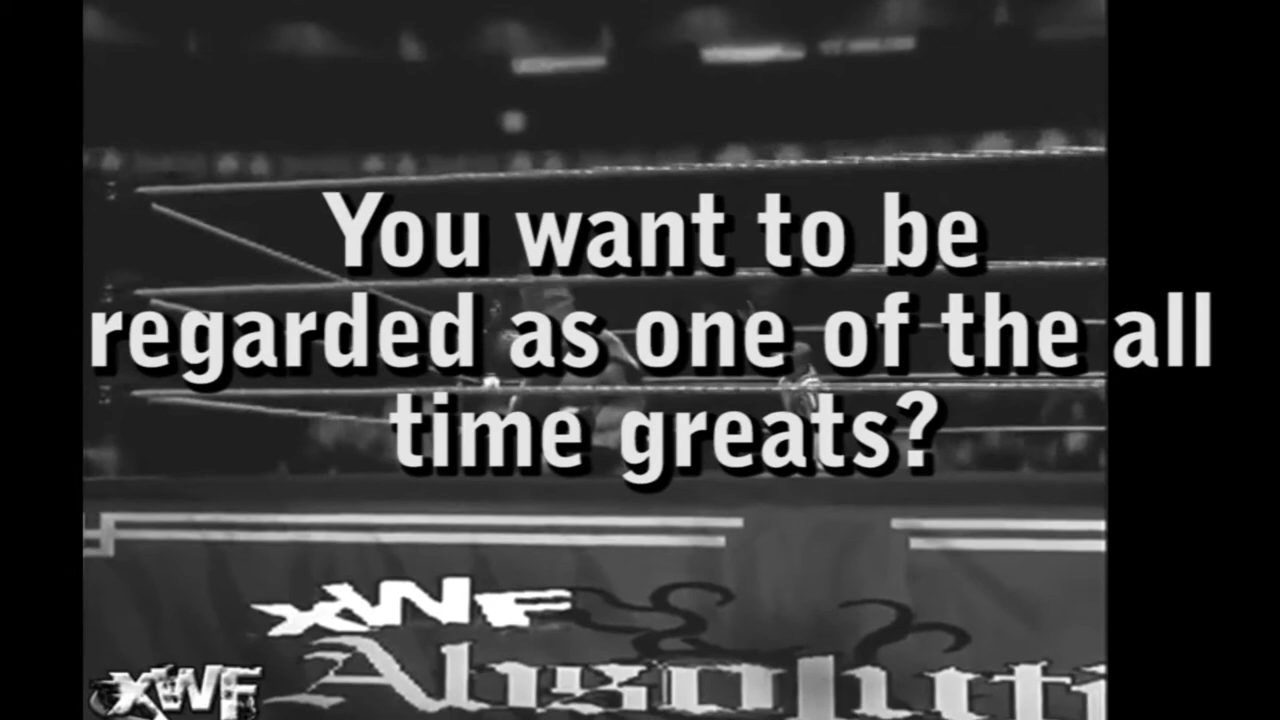 You want to be
regarded as one of the all
time greats?
XWF
XWF